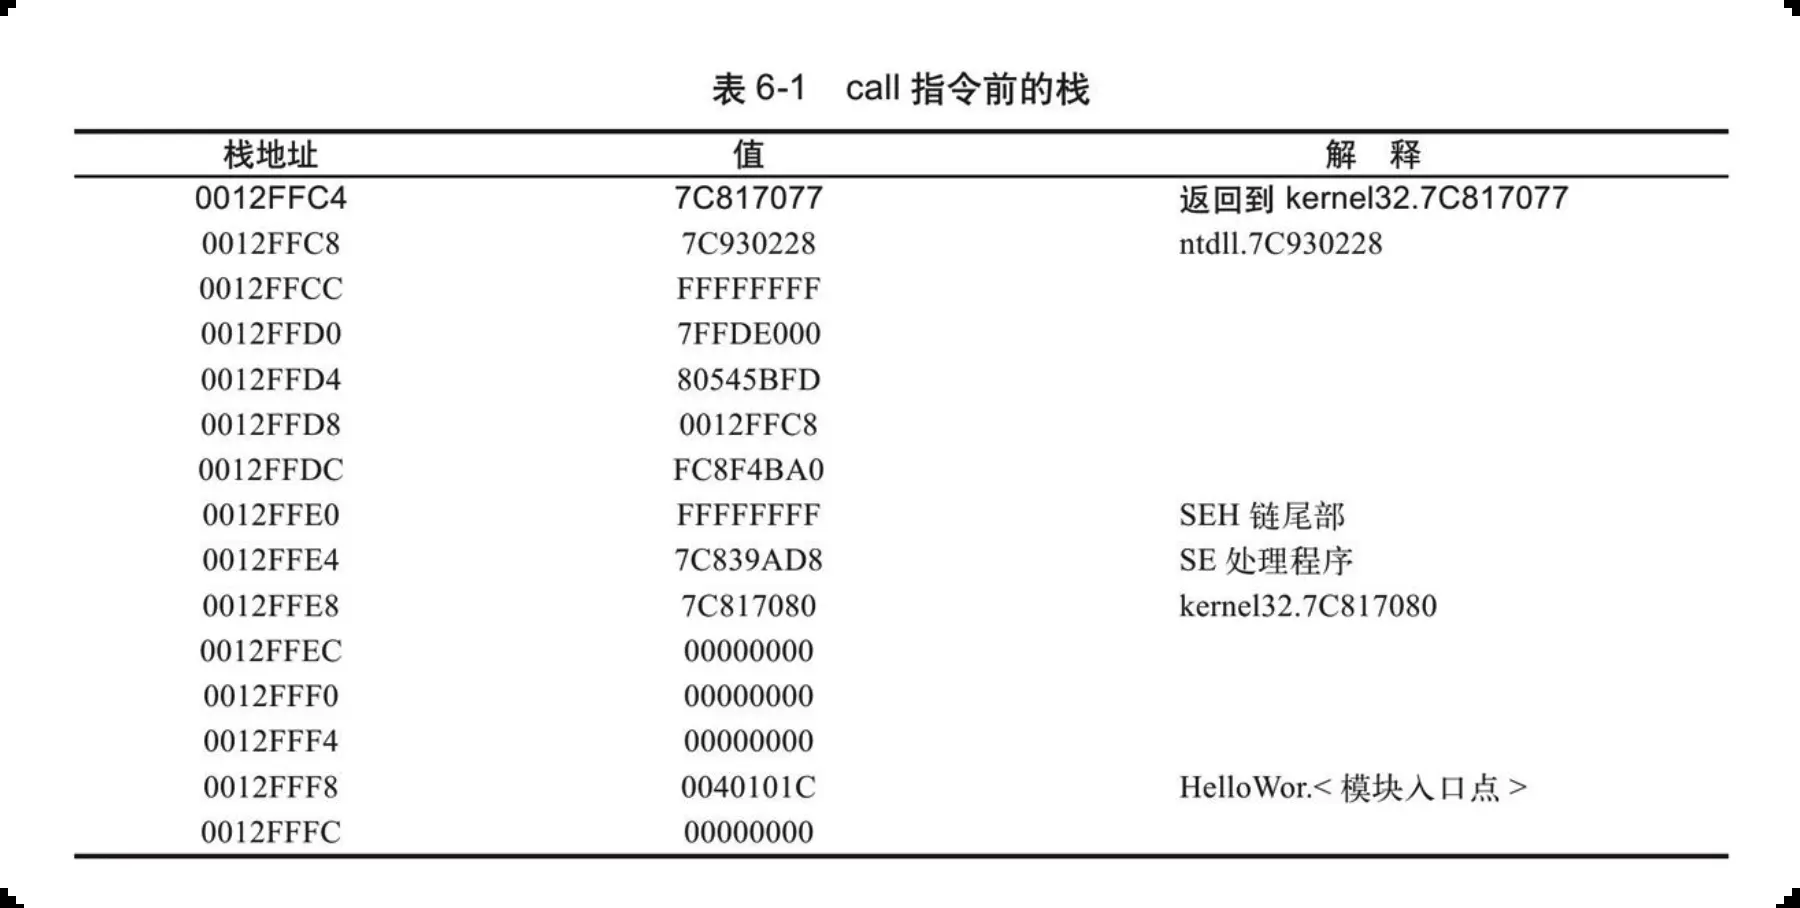 表 6-1 call 指令前的栈
栈地址 值 解 释
0012FFC4 7C817077 返回到 kernel32.7C817077
0012FFC8 7C930228 ntdll.7C930228
0012FFCC FFFFFFFF
0012FFD0 7FFDE000
0012FFD4 80545BFD
0012FFD8 0012FFC8
0012FFDC FC8F4BA0
0012FFE0 FFFFFFFF SEH 链尾部
0012FFE4 7C839AD8 SE 处理程序
0012FFE8 7C817080 kernel32.7C817080
0012FFEC 00000000
0012FFF0 00000000
0012FFF4 00000000
0012FFF8 0040101C HelloWor.< 模块入口点 >
0012FFFC 00000000